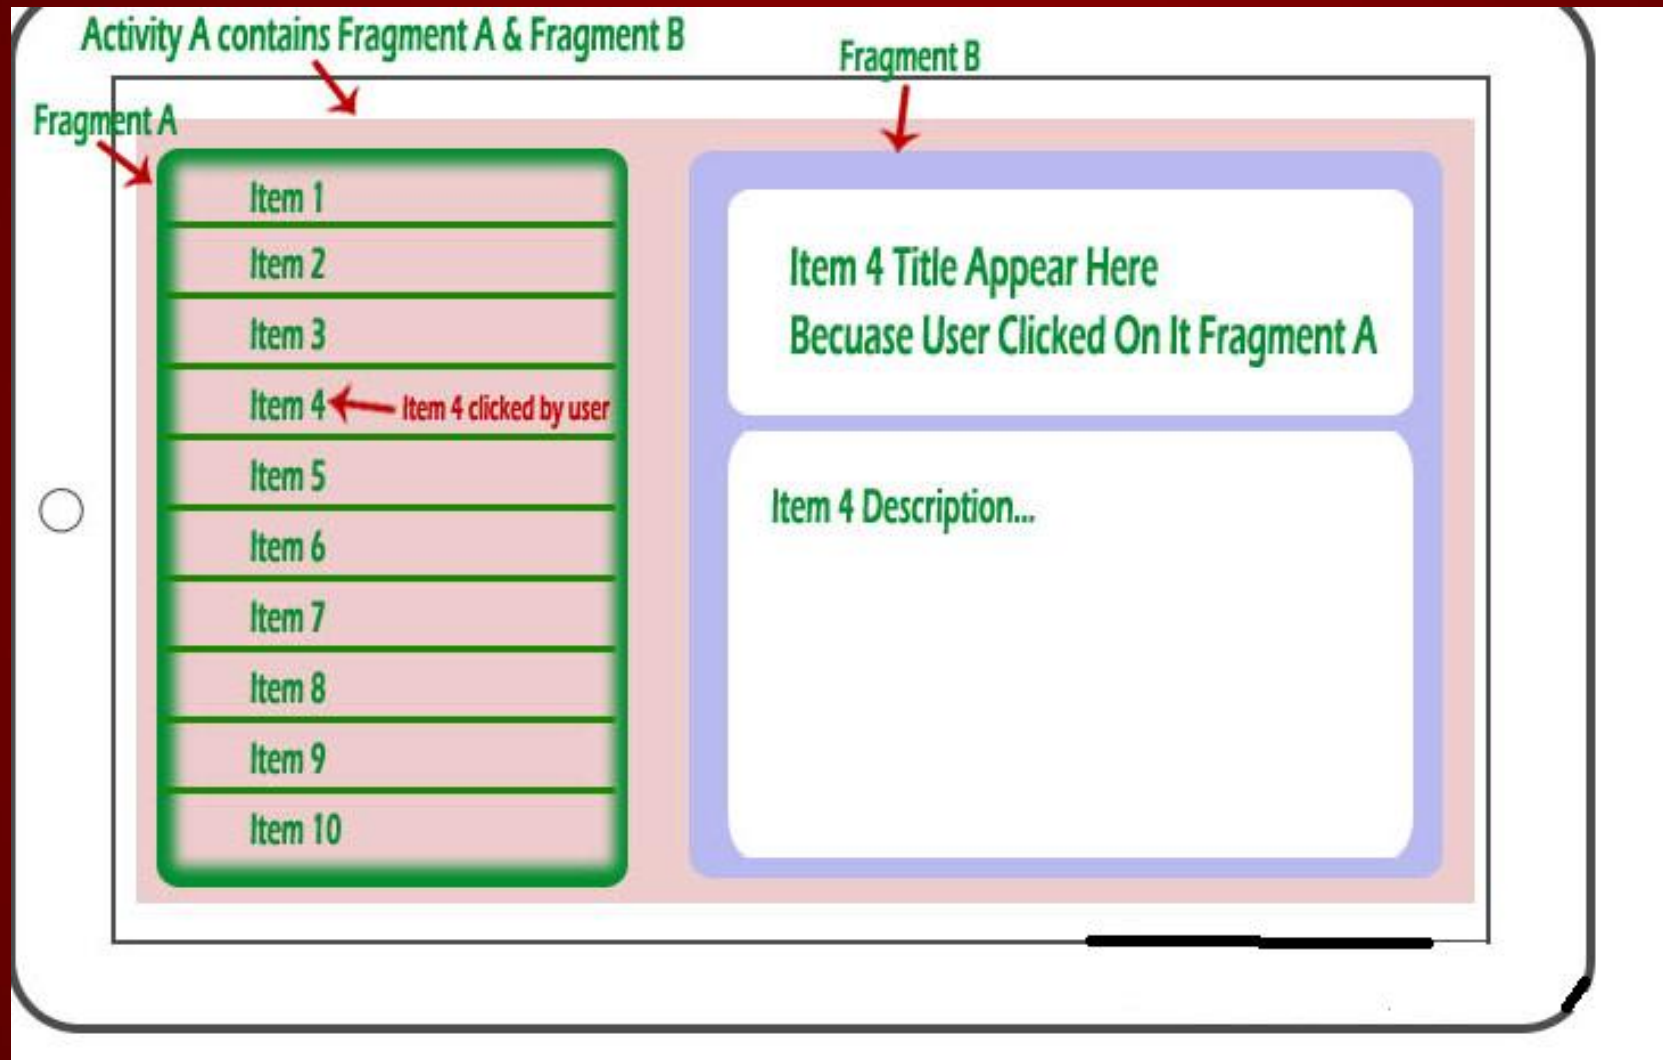 Activity A contains Fragment A & Fragment B
Fragment B
Fragment A
Item 1
Item 2
Item 3
Item 4
Item 4 clicked by user
Item 5
Item 6
Item 7
Item 8
Item 9
Item 10
Item 4 Title Appear Here
Becuase User Clicked On It Fragment A
Item 4 Description...